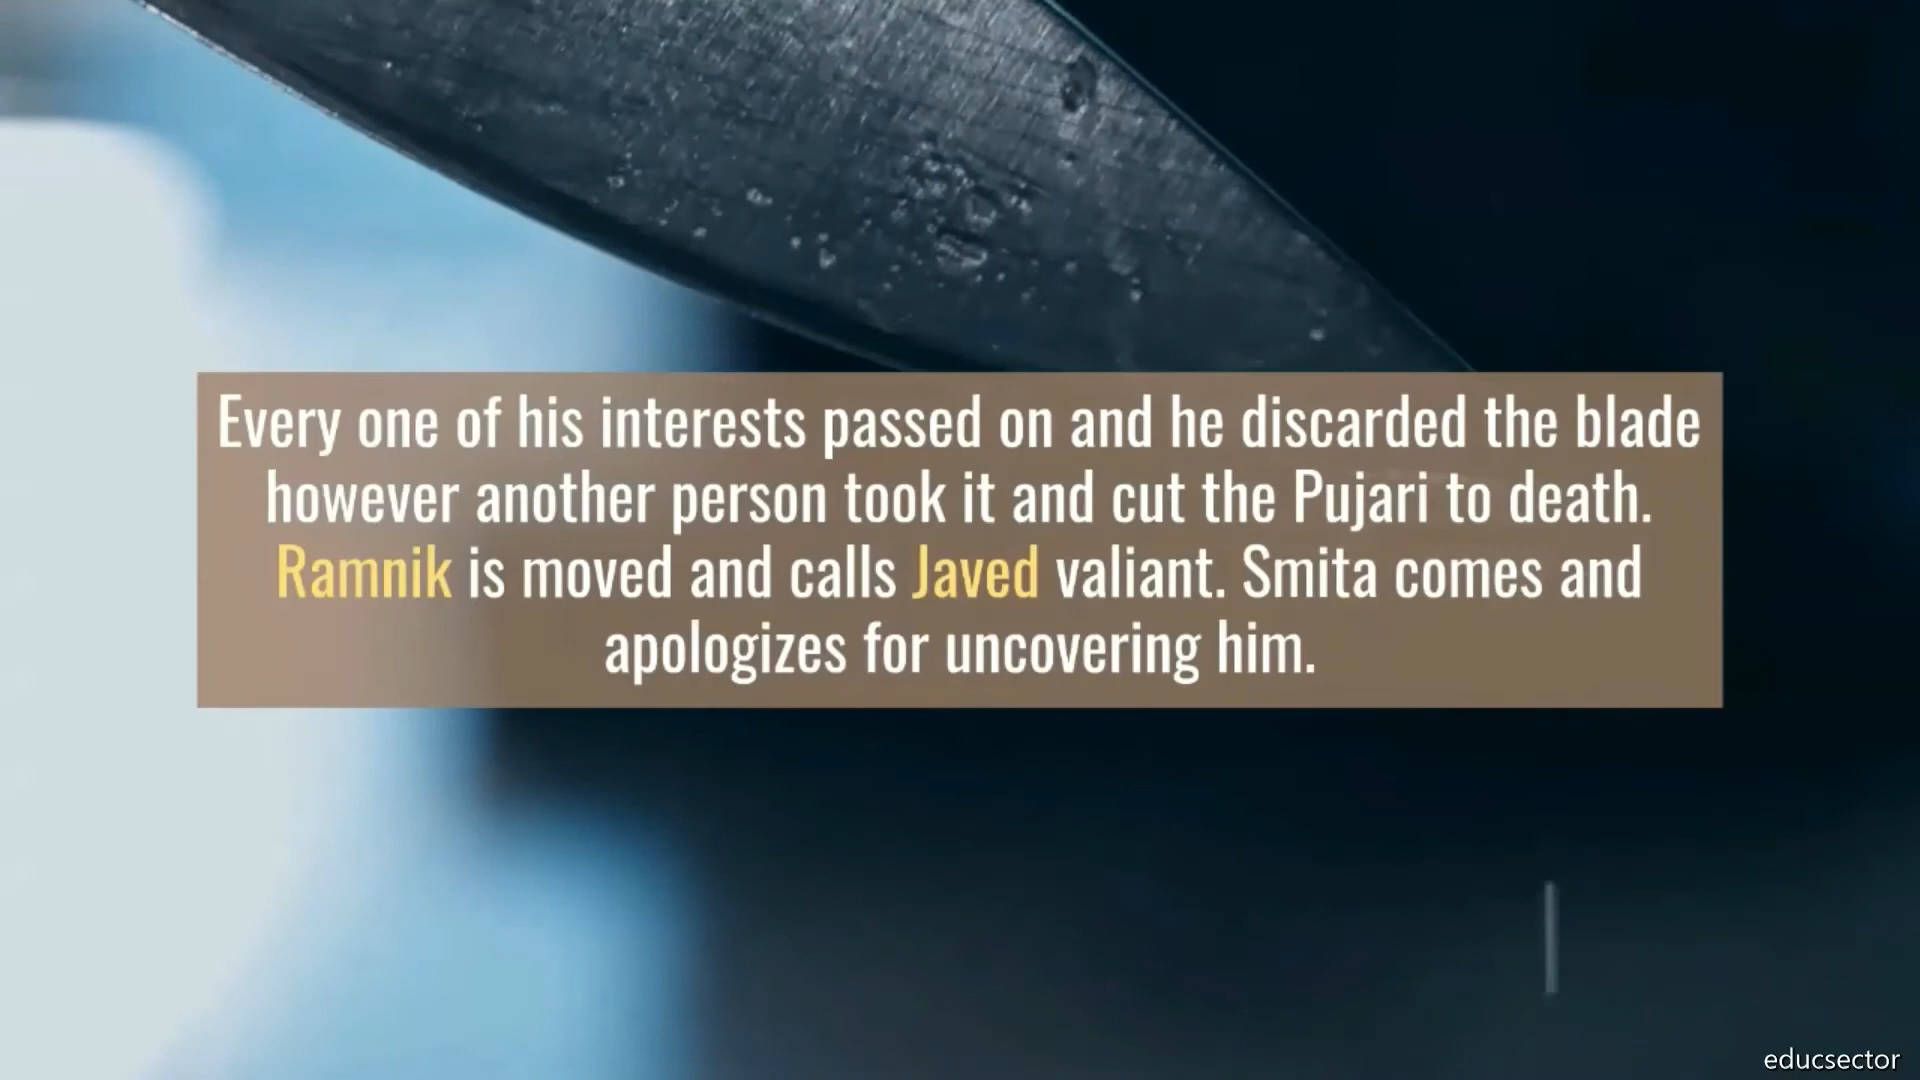 Every one of his interests passed on and he discarded the blade
however another person took it and cut the Pujari to death.
Ramnik is moved and calls Javed valiant. Smita comes and
apologizes for uncovering him.
educsector